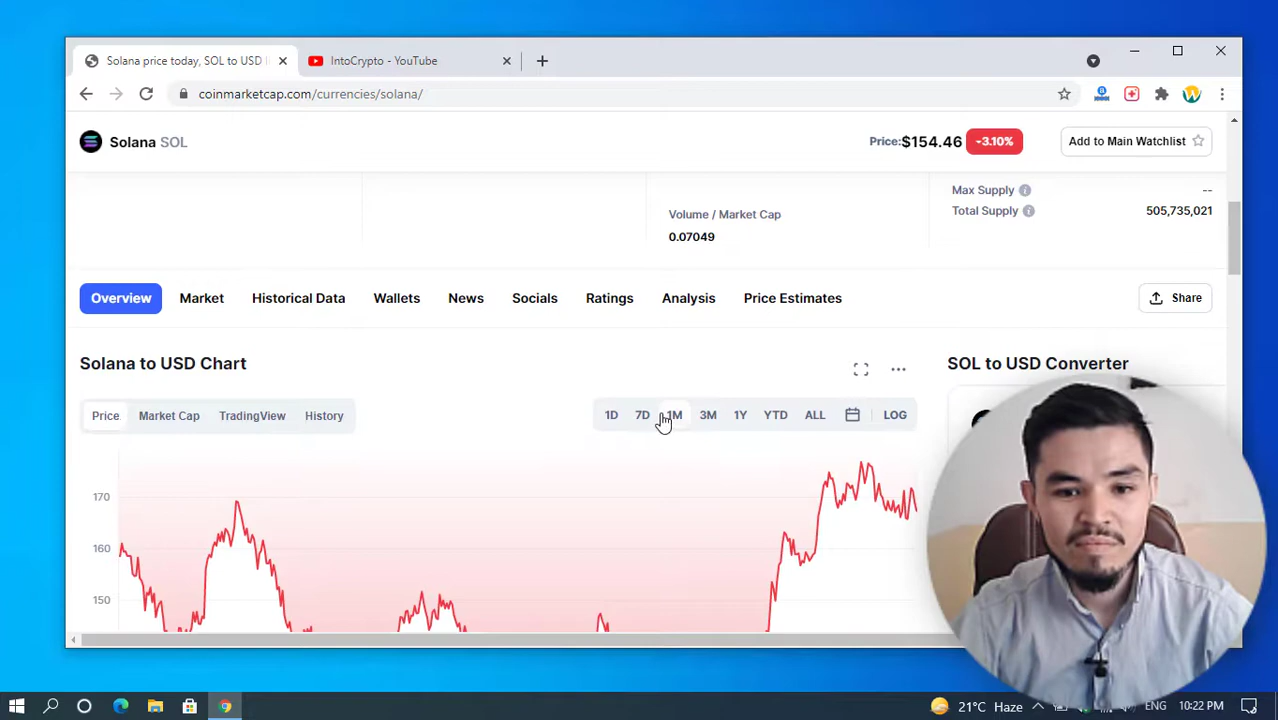 Solana price today, SOL to USD
IntoCrypto - YouTube
coinmarketcap.com/currencies/solana/
Solana SOL
Price:$154.46 3.10%
Add to Main Watchlist
Max Supply --
Total Supply 505,735,021
Volume / Market Cap
0.07049
Overview Market Historical Data Wallets News Socials Ratings Analysis Price Estimates Share
Solana to USD Chart
SOL to USD Converter
Price Market Cap TradingView History
1D 7D 1M 3M 1Y YTD ALL LOG
170
160
150
21°C Haze ENG 10:22 PM